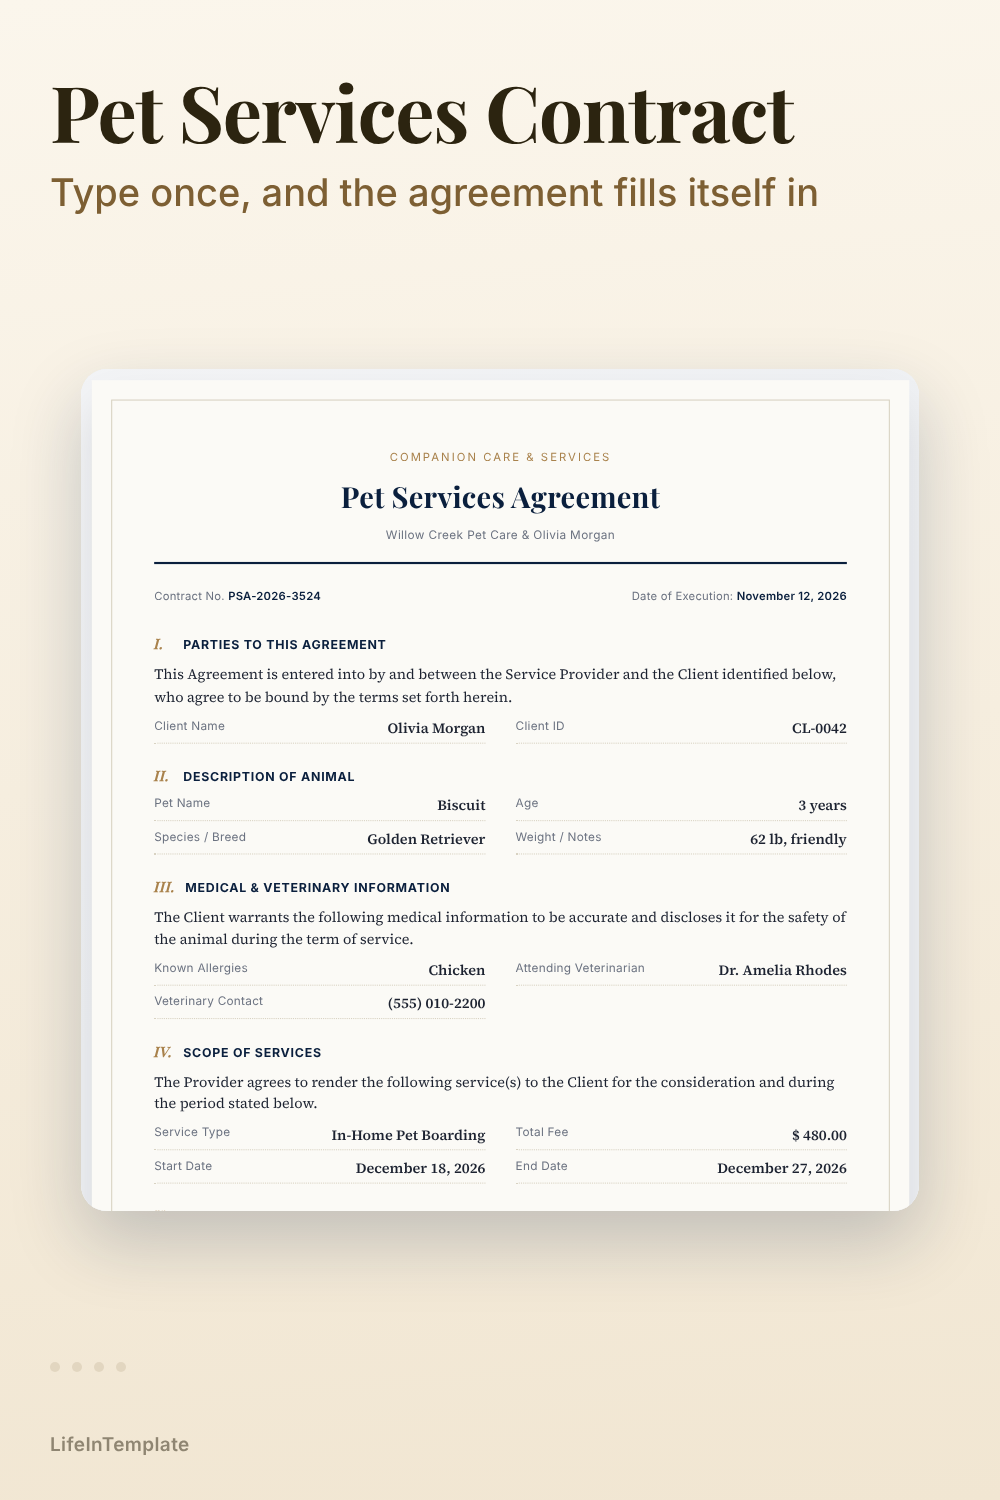 Pet Services Contract
Type once, and the agreement fills itself in
COMPANION CARE & SERVICES
Pet Services Agreement
Willow Creek Pet Care & Olivia Morgan
Contract No. PSA-2026-3524
Date of Execution: November 12, 2026
I. PARTIES TO THIS AGREEMENT
This Agreement is entered into by and between the Service Provider and the Client identified below,
who agree to be bound by the terms set forth herein.
Client Name Olivia Morgan
Client ID CL-0042
II. DESCRIPTION OF ANIMAL
Pet Name Biscuit
Age 3 years
Species / Breed Golden Retriever
Weight / Notes 62 lb, friendly
III. MEDICAL & VETERINARY INFORMATION
The Client warrants the following medical information to be accurate and discloses it for the safety of
the animal during the term of service.
Known Allergies Chicken
Attending Veterinarian Dr. Amelia Rhodes
Veterinary Contact (555) 010-2200
IV. SCOPE OF SERVICES
The Provider agrees to render the following service(s) to the Client for the consideration and during
the period stated below.
Service Type In-Home Pet Boarding
Total Fee $ 480.00
Start Date December 18, 2026
End Date December 27, 2026
LifeInTemplate